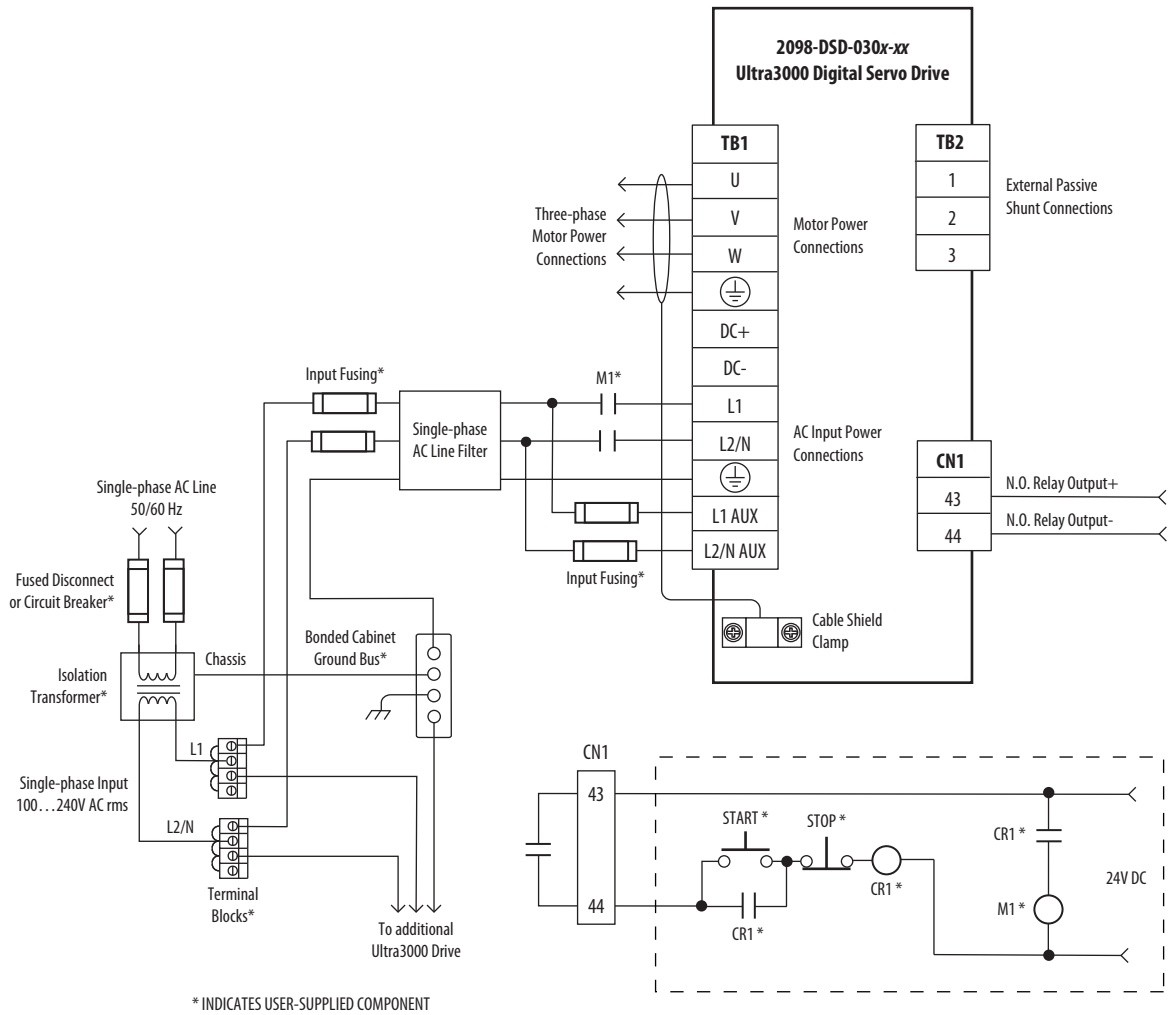 2098-DSD-030x-xx
Ultra3000 Digital Servo Drive
TB1
U
V
W
DC+
DC-
L1
L2/N
L1 AUX
L2/N AUX
TB2
1
2
3
External Passive
Shunt Connections
Three-phase
Motor Power
Connections
Motor Power
Connections
Input Fusing*
M1*
Single-phase
AC Line Filter
AC Input Power
Connections
CN1
43
44
N.O. Relay Output+
N.O. Relay Output-
Single-phase AC Line
50/60 Hz
Input Fusing*
Fused Disconnect
or Circuit Breaker*
Cable Shield
Clamp
Bonded Cabinet
Ground Bus*
Chassis
Isolation
Transformer*
L1
Single-phase Input
100...240V AC rms
L2/N
Terminal
Blocks*
To additional
Ultra3000 Drive
CN1
43
44
START *
STOP *
CR1 *
CR1 *
CR1 *
M1 *
24V DC
* INDICATES USER-SUPPLIED COMPONENT